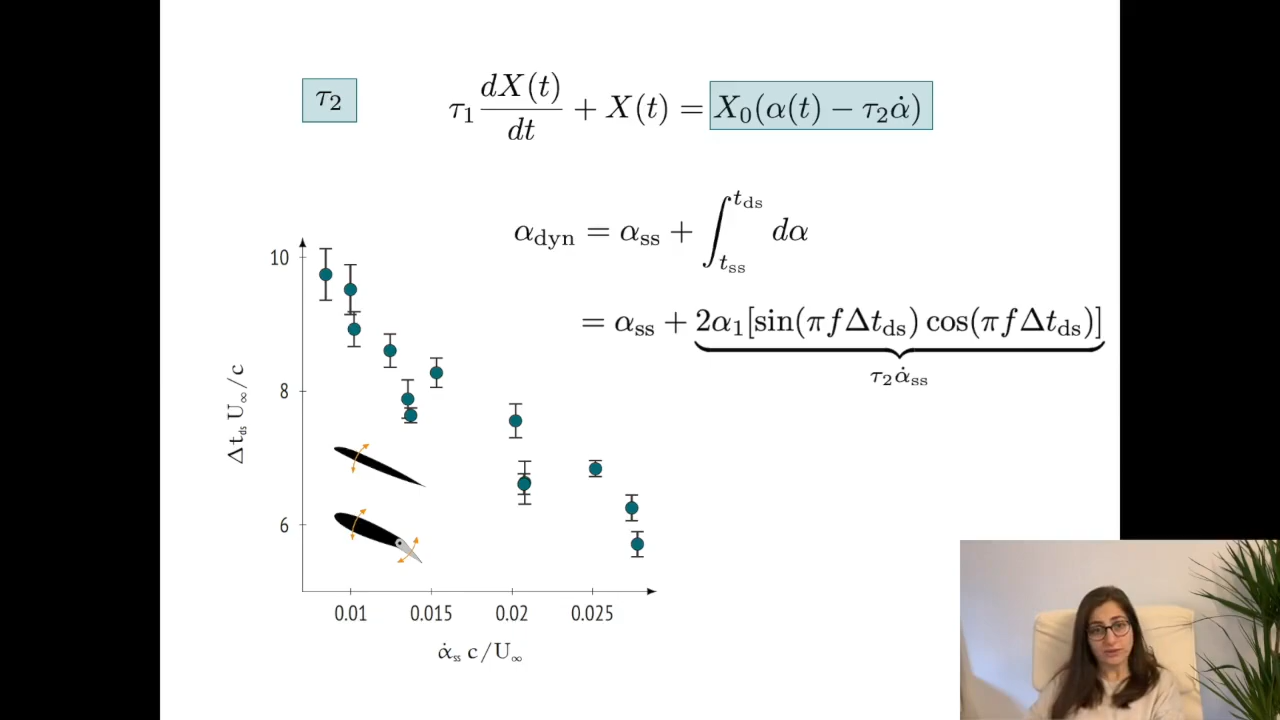 τ₂
τ₁ dX(t)/dt + X(t) = X₀(α(t) − τ₂α̇)
α_dyn = α_ss + ∫_{t_ss}^{t_ds} dα
= α_ss + 2α₁[sin(πfΔt_ds) cos(πfΔt_ds)]
τ₂α̇_ss
10
8
6
Δt_ds U_∞/c
0.01 0.015 0.02 0.025
α̇_ss c/U_∞